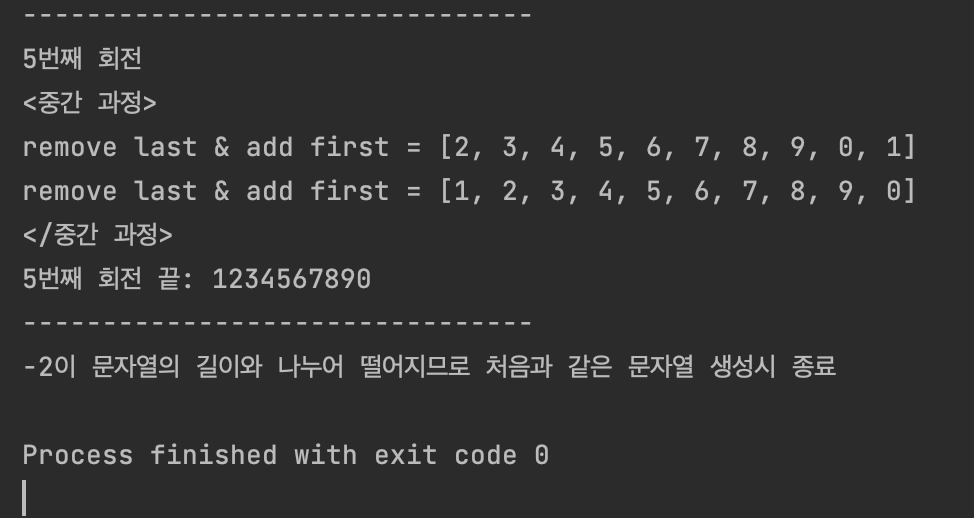 ---------------------------------
5번째 회전
<중간 과정>
remove last & add first = [2, 3, 4, 5, 6, 7, 8, 9, 0, 1]
remove last & add first = [1, 2, 3, 4, 5, 6, 7, 8, 9, 0]
</중간 과정>
5번째 회전 끝: 1234567890
---------------------------------
-2이 문자열의 길이와 나누어 떨어지므로 처음과 같은 문자열 생성시 종료
Process finished with exit code 0